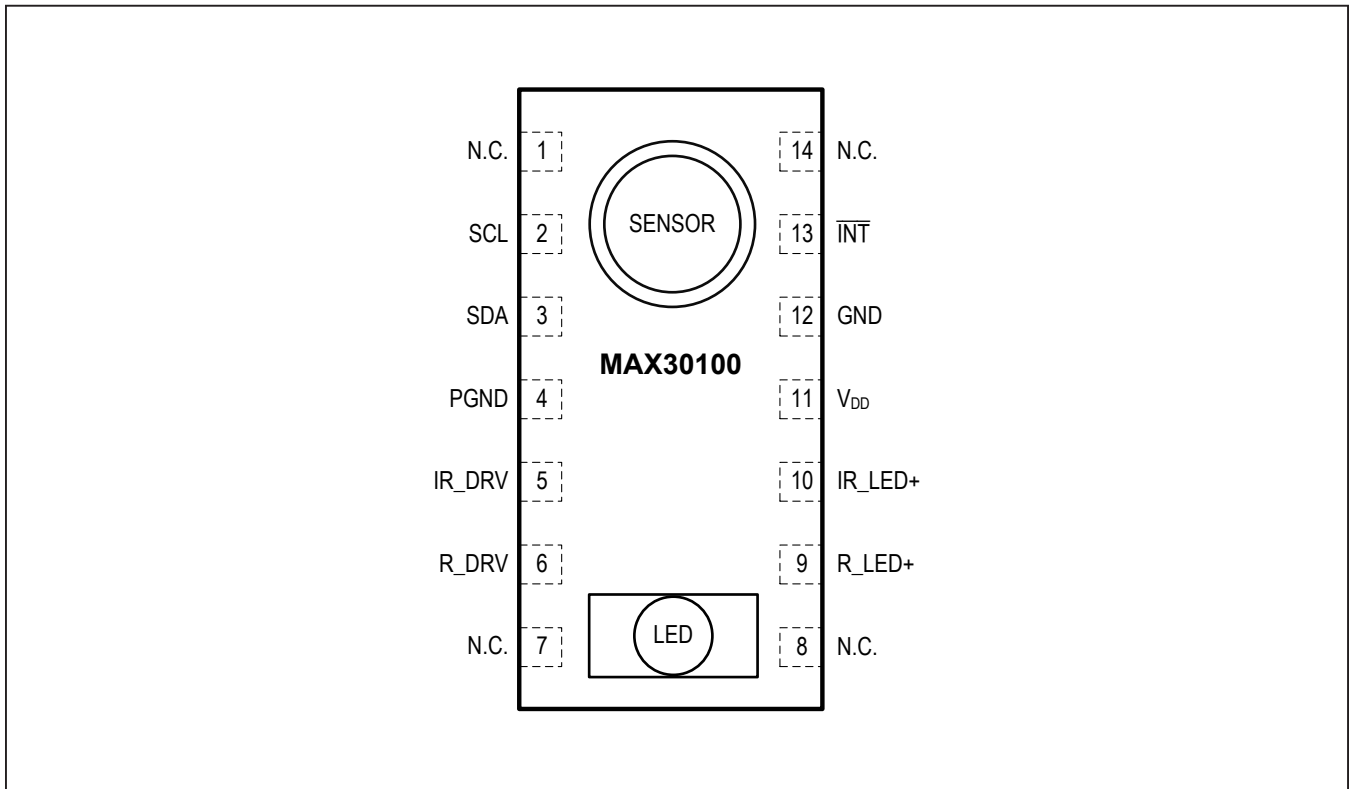 N.C. 1 14 N.C.
SENSOR
SCL 2 13 I̅N̅T̅
SDA 3 12 GND
MAX30100
PGND 4 11 VDD
IR_DRV 5 10 IR_LED+
R_DRV 6 9 R_LED+
LED
N.C. 7 8 N.C.